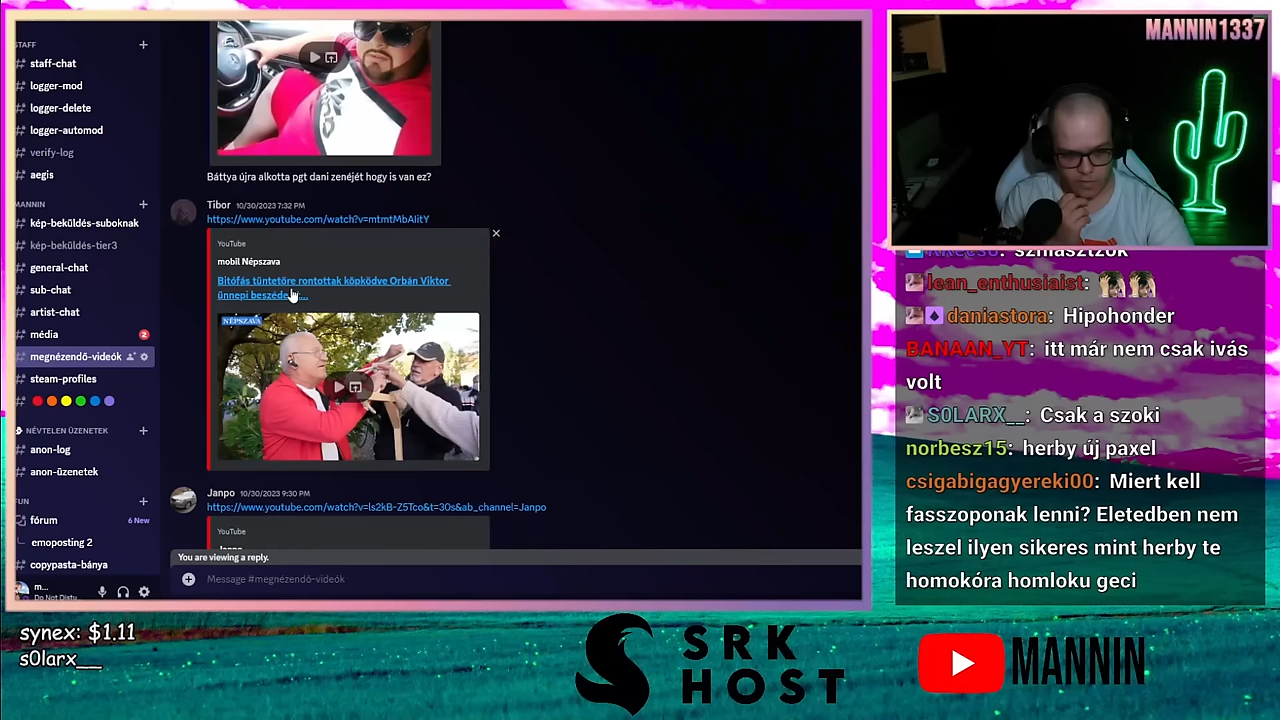 STAFF
staff-chat
logger-mod
logger-delete
logger-automod
verify-log
aegis
MANNIN
kép-beküldés-suboknak
kép-beküldés-tier3
general-chat
sub-chat
artist-chat
média
2
megnézendő-videók
steam-profiles
NÉVTELEN ÜZENETEK
anon-log
anon-üzenetek
FUN
fórum
6 New
emoposting 2
copypasta-bánya
m...
Do Not Distu...
Báttya újra alkotta pgt dani zenéjét hogy is van ez?
Tibor 10/30/2023 7:32 PM
https://www.youtube.com/watch?v=mtmtMbAlitY
YouTube
mobil Népszava
Bitófás tüntetőre rontottak köpködve Orbán Viktor
ünnepi beszéde...
NÉPSZAVA
Janpo 10/30/2023 9:30 PM
https://www.youtube.com/watch?v=ls2kB-Z5Tco&t=30s&ab_channel=Janpo
YouTube
You are viewing a reply.
Message #megnézendő-videók
MANNIN1337
lean_enthusiaist:
daniastora: Hipohonder
BANAAN_YT: itt már nem csak ivás
volt
S0LARX__: Csak a szoki
norbesz15: herby új paxel
csigabigagyereki00: Miert kell
fasszoponak lenni? Eletedben nem
leszel ilyen sikeres mint herby te
homokóra homloku geci
synex: $1.11
s0larx__
SRK
HOST
MANNIN